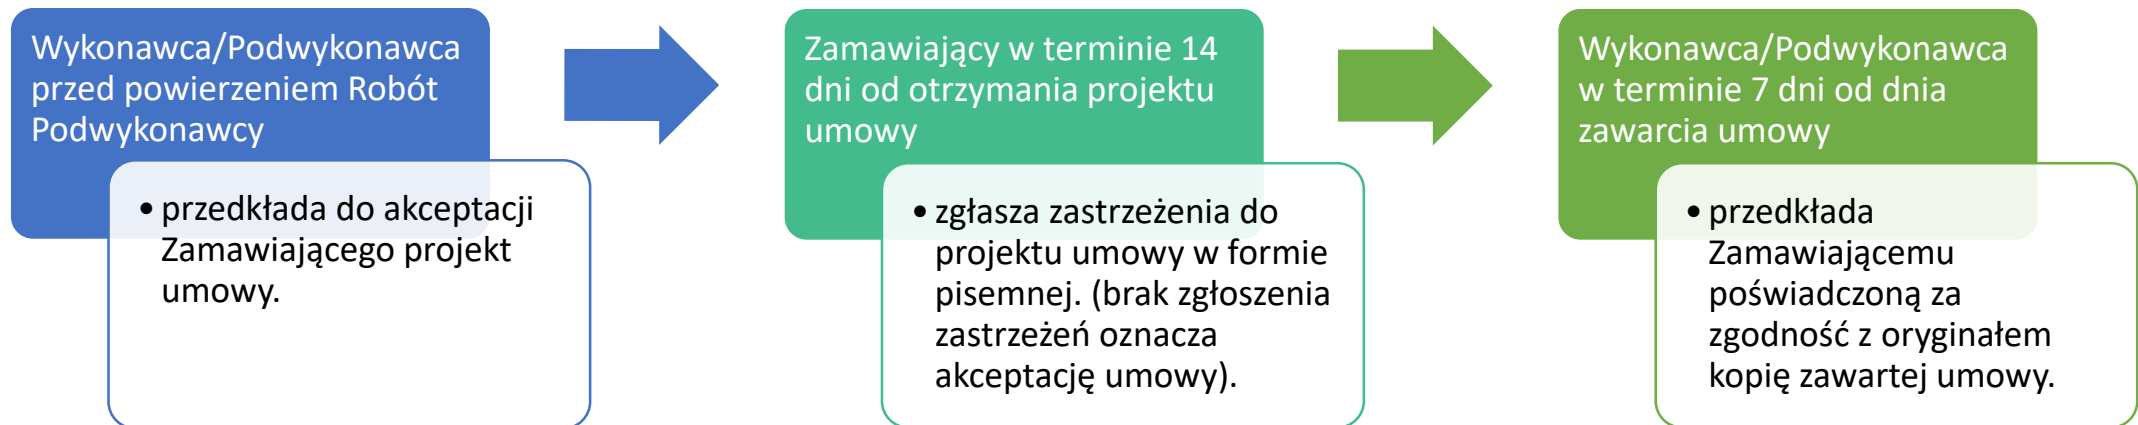 Wykonawca/Podwykonawca
przed powierzeniem Robót
Podwykonawcy
• przedkłada do akceptacji
Zamawiającego projekt
umowy.
Zamawiający w terminie 14
dni od otrzymania projektu
umowy
• zgłasza zastrzeżenia do
projektu umowy w formie
pisemnej. (brak zgłoszenia
zastrzeżeń oznacza
akceptację umowy).
Wykonawca/Podwykonawca
w terminie 7 dni od dnia
zawarcia umowy
• przedkłada
Zamawiającemu
poświadczoną za
zgodność z oryginałem
kopię zawartej umowy.